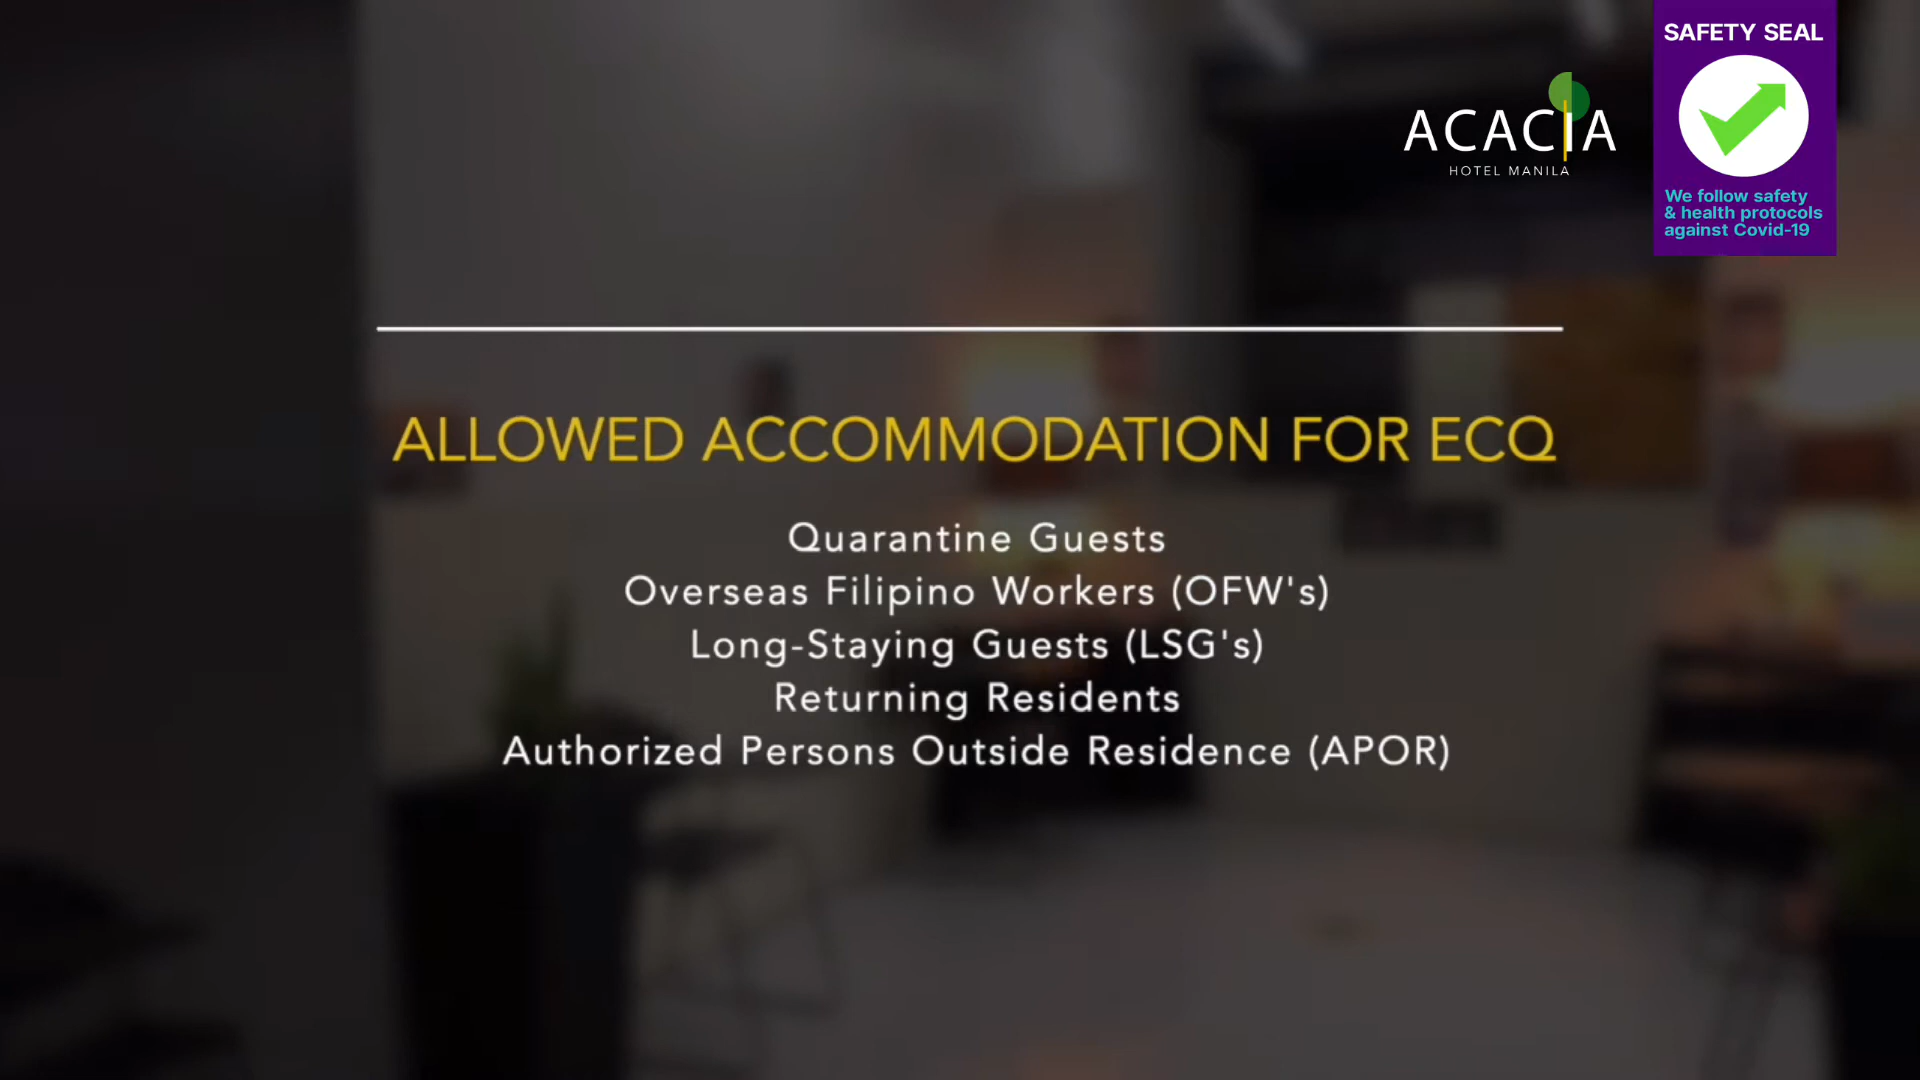 SAFETY SEAL
ACACIA
HOTEL MANILA
We follow safety
& health protocols
against Covid-19
ALLOWED ACCOMMODATION FOR ECQ
Quarantine Guests
Overseas Filipino Workers (OFW's)
Long-Staying Guests (LSG's)
Returning Residents
Authorized Persons Outside Residence (APOR)